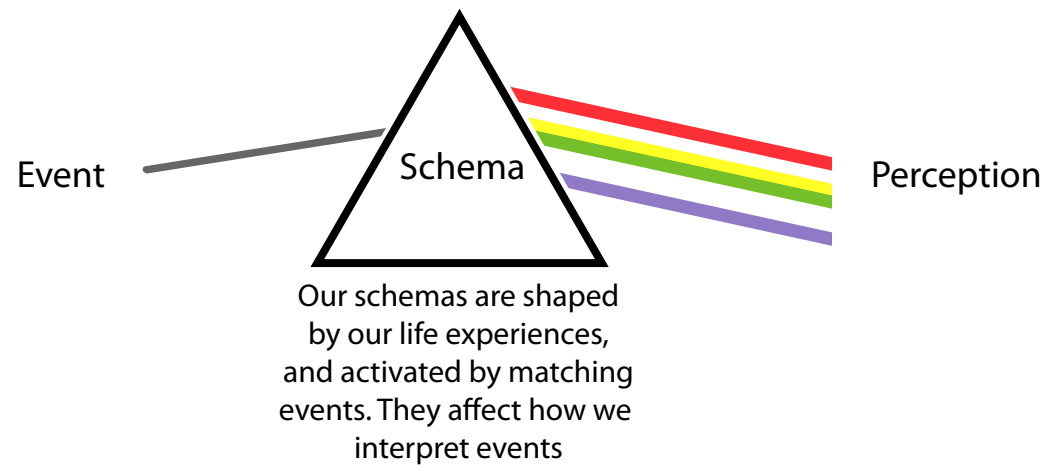 Event
Schema
Perception
Our schemas are shaped
by our life experiences,
and activated by matching
events. They affect how we
interpret events